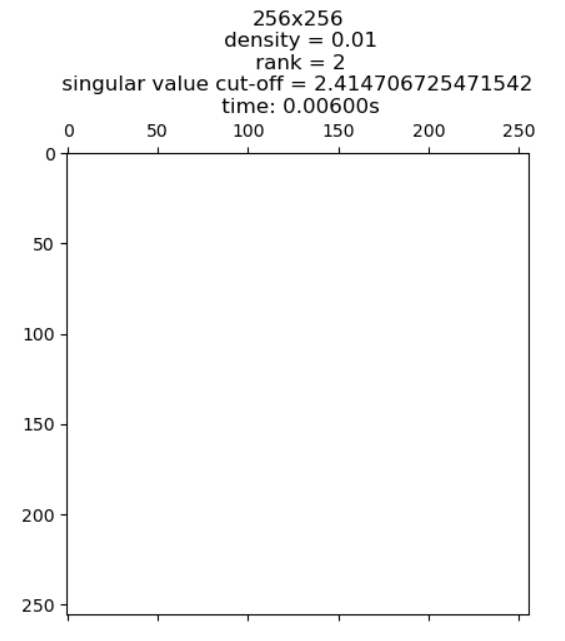 256x256
density = 0.01
rank = 2
singular value cut-off = 2.414706725471542
time: 0.00600s
0 50 100 150 200 250
0
50
100
150
200
250